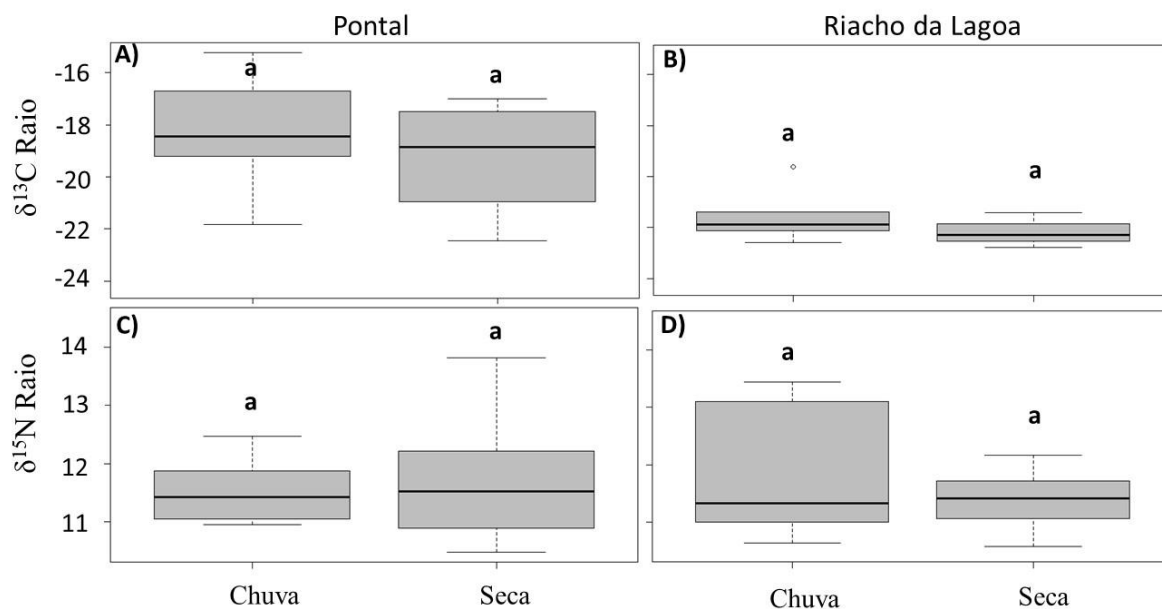 Pontal
Riacho da Lagoa
A)
a
a
B)
a
a
δ¹³C Raio
-16
-18
-20
-22
-24
C)
a
a
D)
a
a
δ¹⁵N Raio
14
13
12
11
Chuva
Seca
Chuva
Seca